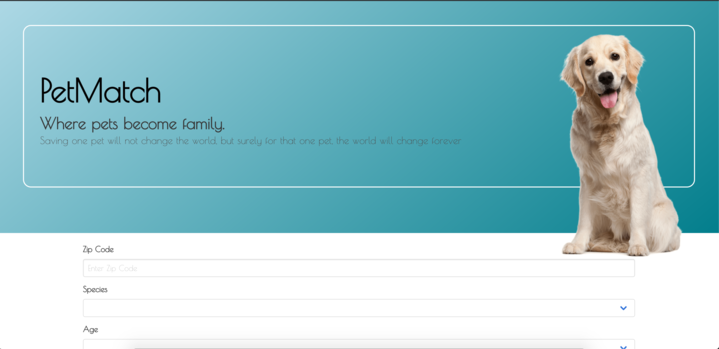 PetMatch
Where pets become family.
Saving one pet will not change the world, but surely for that one pet, the world will change forever
Zip Code
Enter Zip Code
Species
Age